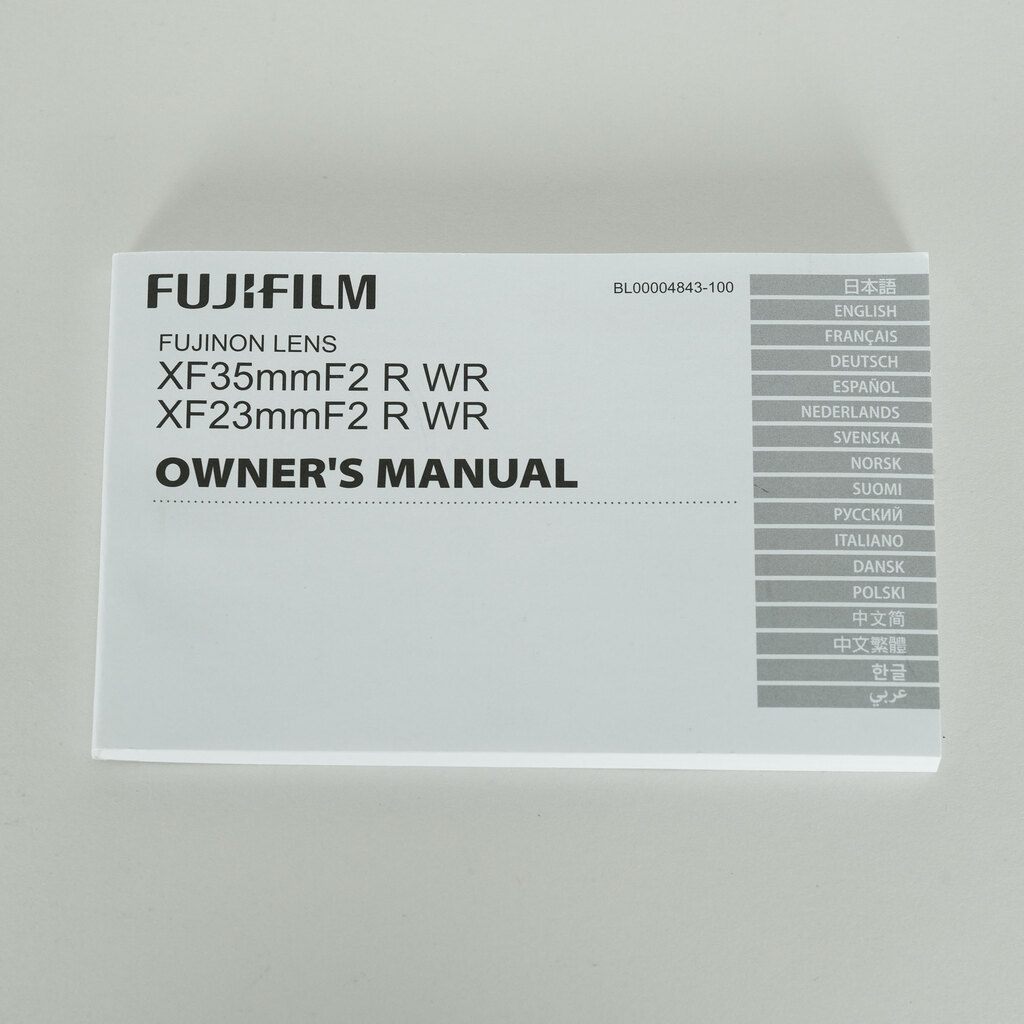 FUJIFILM
BL00004843-100
FUJINON LENS
XF35mmF2 R WR
XF23mmF2 R WR
OWNER'S MANUAL
日本語
ENGLISH
FRANÇAIS
DEUTSCH
ESPAÑOL
NEDERLANDS
SVENSKA
NORSK
SUOMI
РУССКИЙ
ITALIANO
DANSK
POLSKI
中文简
中文繁體
한글
عربي